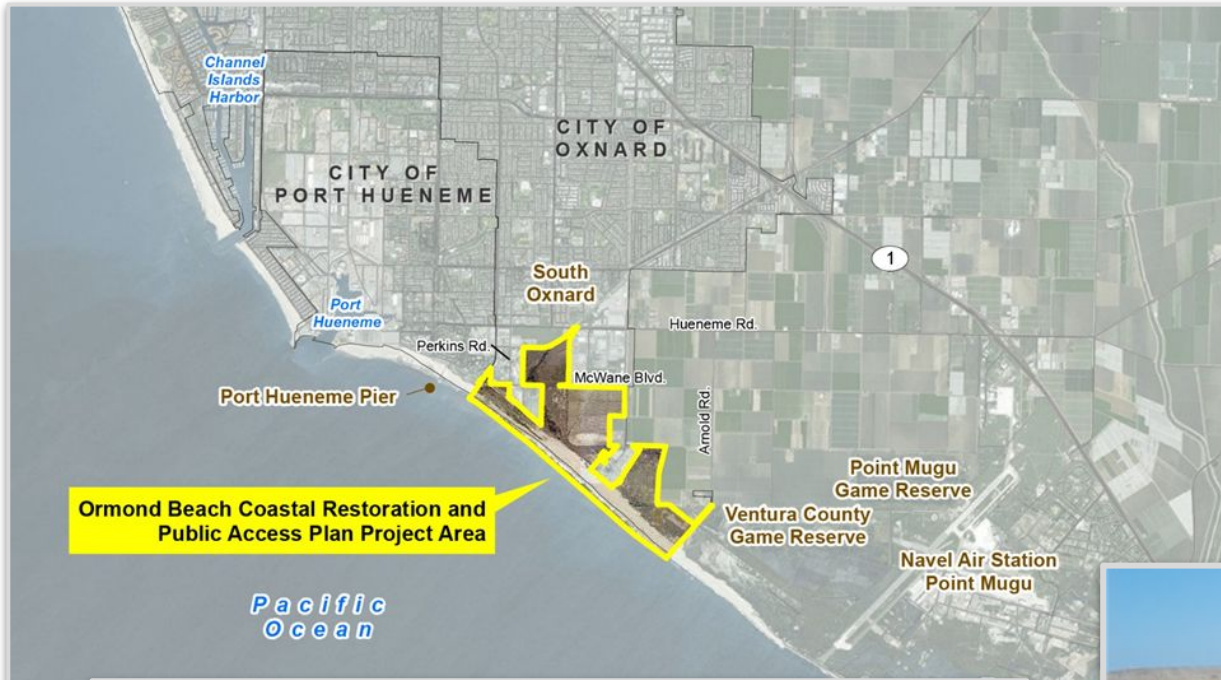 Channel
Islands
Harbor
CITY OF
OXNARD
CITY OF
PORT HUENEME
1
South
Oxnard
Port
Hueneme
Hueneme Rd.
Perkins Rd.
McWane Blvd.
Port Hueneme Pier
Arnold Rd.
Point Mugu
Game Reserve
Ormond Beach Coastal Restoration and
Public Access Plan Project Area
Ventura County
Game Reserve
Navel Air Station
Point Mugu
Pacific
Ocean